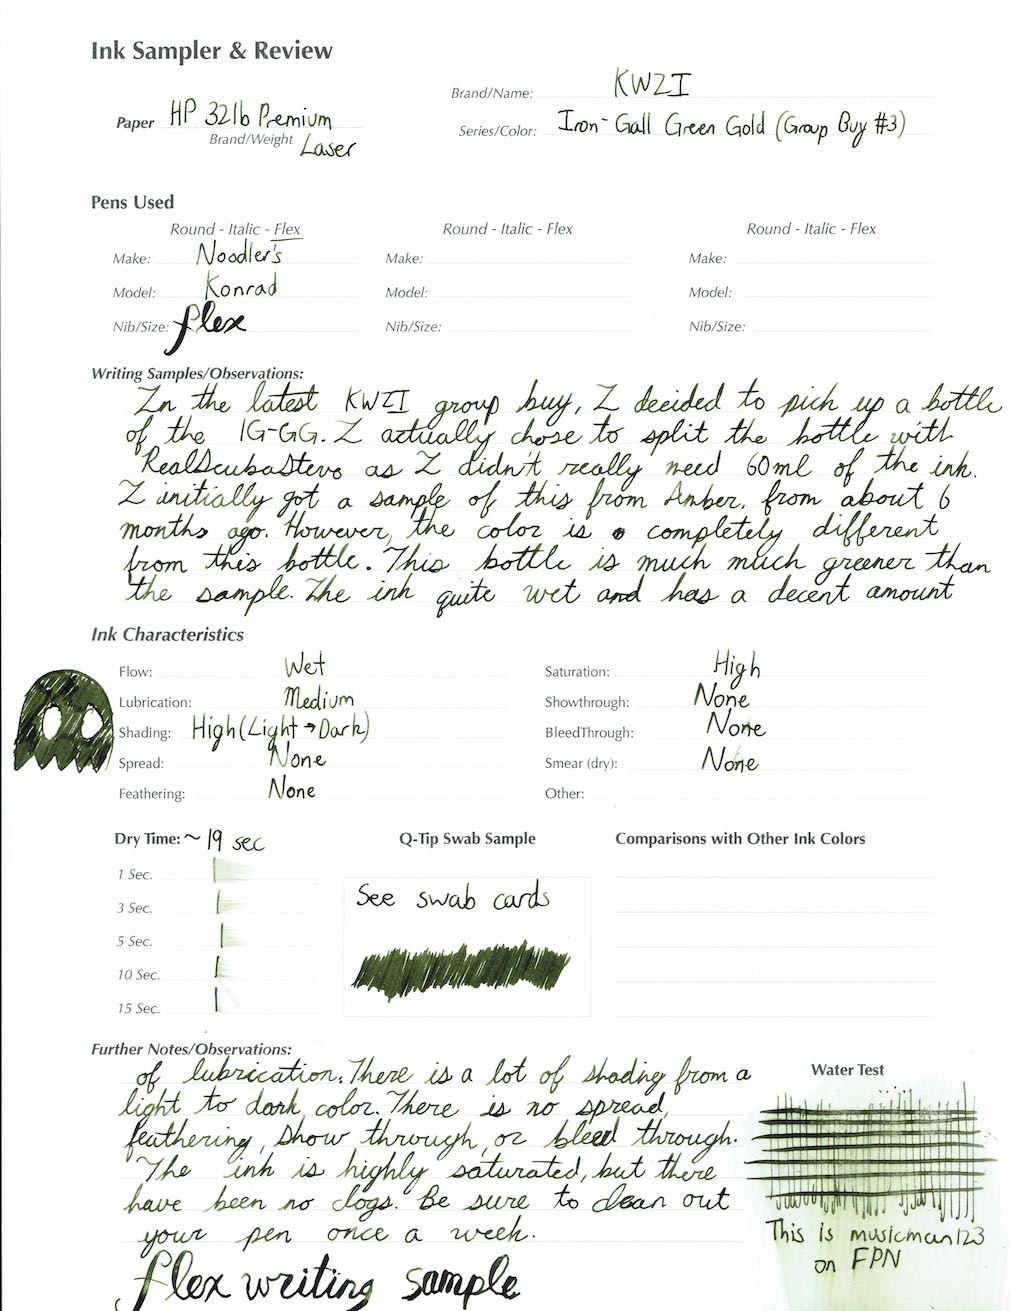 Ink Sampler & Review
Brand/Name: KWZI
Paper HP 32lb Premium
Brand/Weight Laser
Series/Color: Iron-Gall Green Gold (Group Buy #3)
Pens Used
Round - Italic - Flex Round - Italic - Flex Round - Italic - Flex
Make: Noodler's Make: Make:
Model: Konrad Model: Model:
Nib/Size: flex Nib/Size: Nib/Size:
Writing Samples/Observations:
In the latest KWZI group buy, I decided to pick up a bottle
of the IG-GG. I actually chose to split the bottle with
RealScubaSteve as I didn't really need 60ml of the ink.
I initially got a sample of this from Amber, from about 6
months ago. However, the color is completely different
from this bottle. This bottle is much much greener than
the sample. The ink quite wet and has a decent amount
Ink Characteristics
Flow: Wet Saturation: High
Lubrication: Medium Showthrough: None
Shading: High (Light → Dark) BleedThrough: None
Spread: None Smear (dry): None
Feathering: None Other:
Dry Time: ~ 19 sec Q-Tip Swab Sample Comparisons with Other Ink Colors
1 Sec.
3 Sec.
5 Sec.
10 Sec.
15 Sec.
See swab cards
Further Notes/Observations:
of lubrication. There is a lot of shading from a
light to dark color. There is no spread,
feathering, show through, or bleed through.
The ink is highly saturated, but there
have been no clogs. Be sure to clean out
your pen once a week.
flex writing sample
Water Test
This is musicman123
on FPN